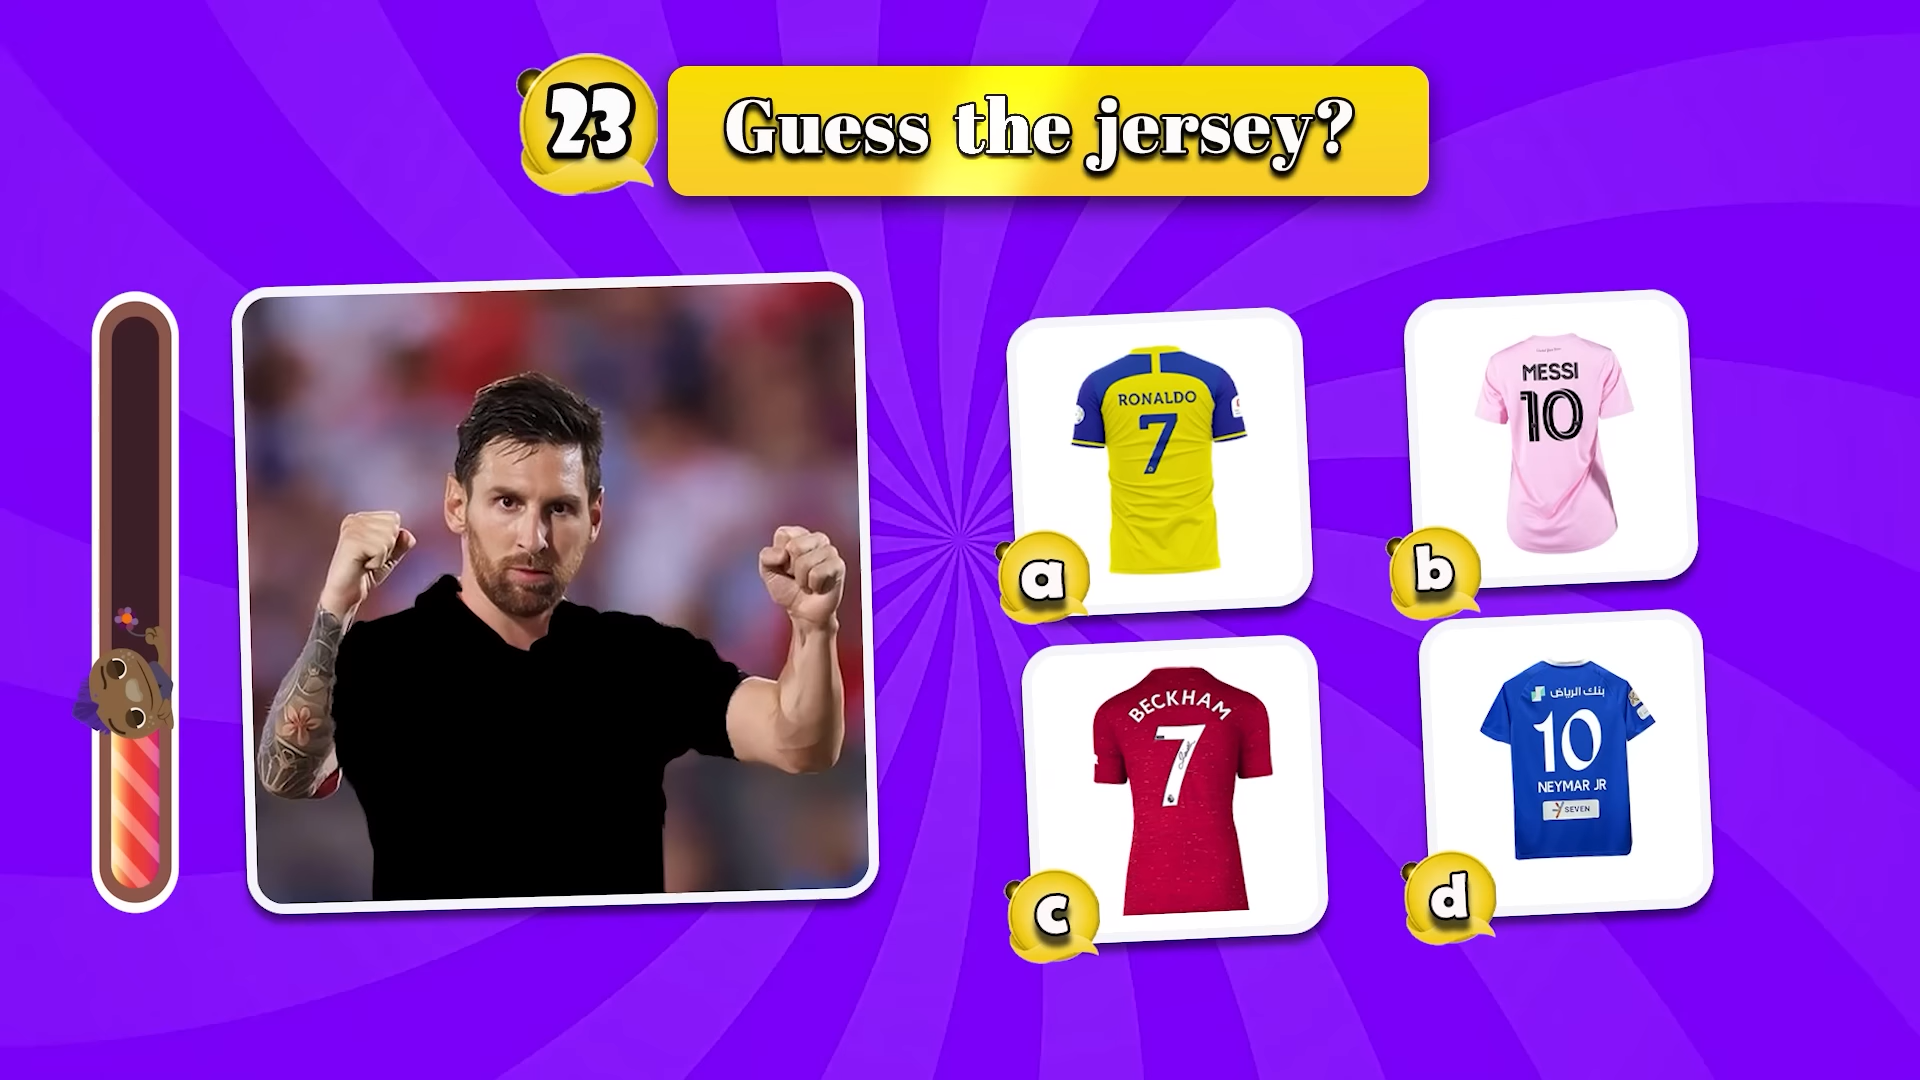 23
Guess the jersey?
RONALDO
7
a
MESSI
10
b
BECKHAM
7
c
بنك الرياض
10
NEYMAR JR
SEVEN
d